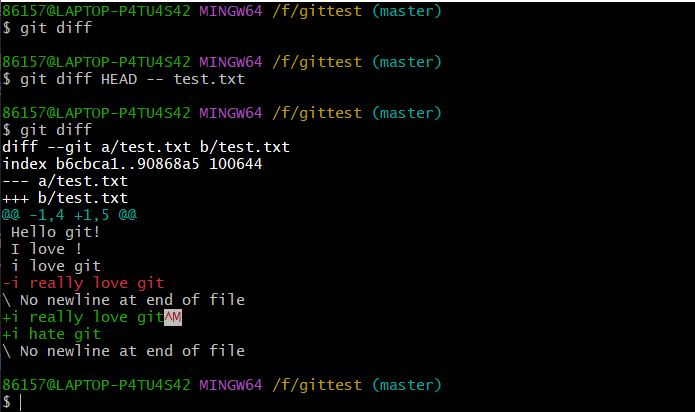 86157@LAPTOP-P4TU4S42 MINGW64 /f/gittest (master)
$ git diff
86157@LAPTOP-P4TU4S42 MINGW64 /f/gittest (master)
$ git diff HEAD -- test.txt
86157@LAPTOP-P4TU4S42 MINGW64 /f/gittest (master)
$ git diff
diff --git a/test.txt b/test.txt
index b6cbca1..90868a5 100644
--- a/test.txt
+++ b/test.txt
@@ -1,4 +1,5 @@
 Hello git!
 I love !
 i love git
-i really love git
\ No newline at end of file
+i really love git^M
+i hate git
\ No newline at end of file
86157@LAPTOP-P4TU4S42 MINGW64 /f/gittest (master)
$